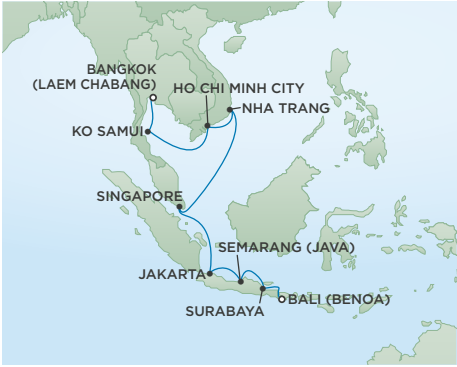 BANGKOK
(LAEM CHABANG)
HO CHI MINH CITY
NHA TRANG
KO SAMUI
SINGAPORE
SEMARANG (JAVA)
JAKARTA
BALI (BENOA)
SURABAYA